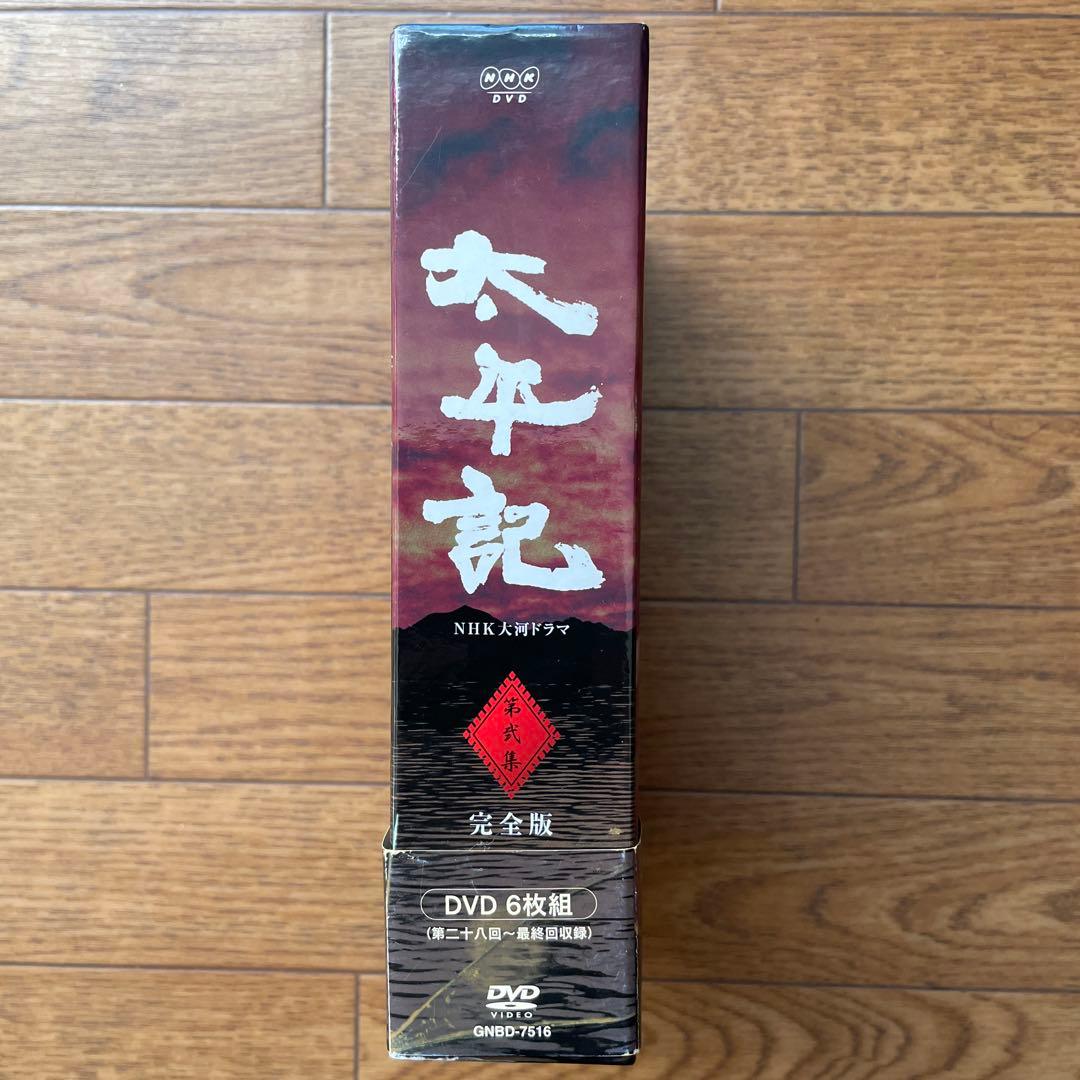 NHK
DVD
太平記
NHK大河ドラマ
第弐集
完全版
DVD 6枚組
(第二十八回～最終回収録)
DVD
VIDEO
GNBD-7516